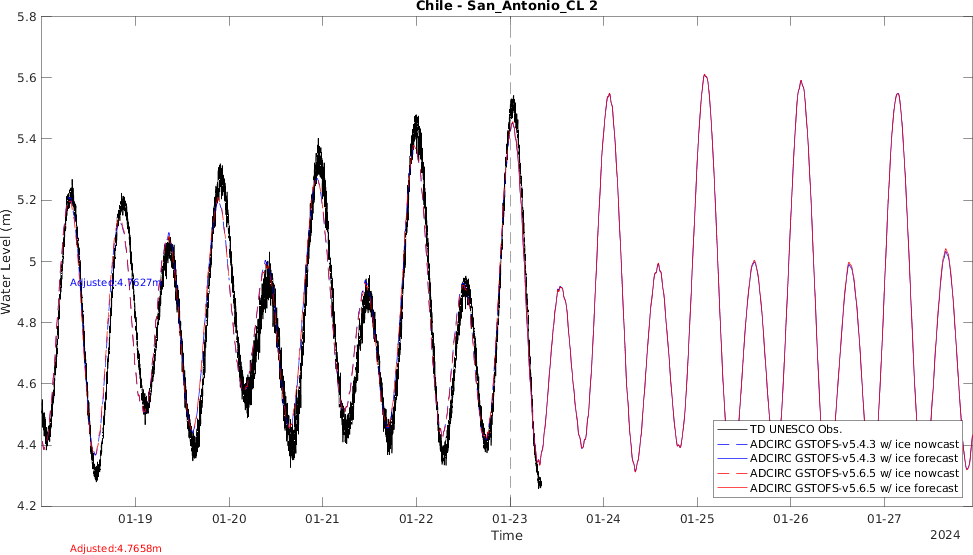 Chile - San_Antonio_CL 2
5.8
5.6
5.4
5.2
5
4.8
4.6
4.4
4.2
Water Level (m)
Adjusted:4.7627m
TD UNESCO Obs.
ADCIRC GSTOFS-v5.4.3 w/ ice nowcast
ADCIRC GSTOFS-v5.4.3 w/ ice forecast
ADCIRC GSTOFS-v5.6.5 w/ ice nowcast
ADCIRC GSTOFS-v5.6.5 w/ ice forecast
01-19 01-20 01-21 01-22 01-23 01-24 01-25 01-26 01-27
Time
2024
Adjusted:4.7658m